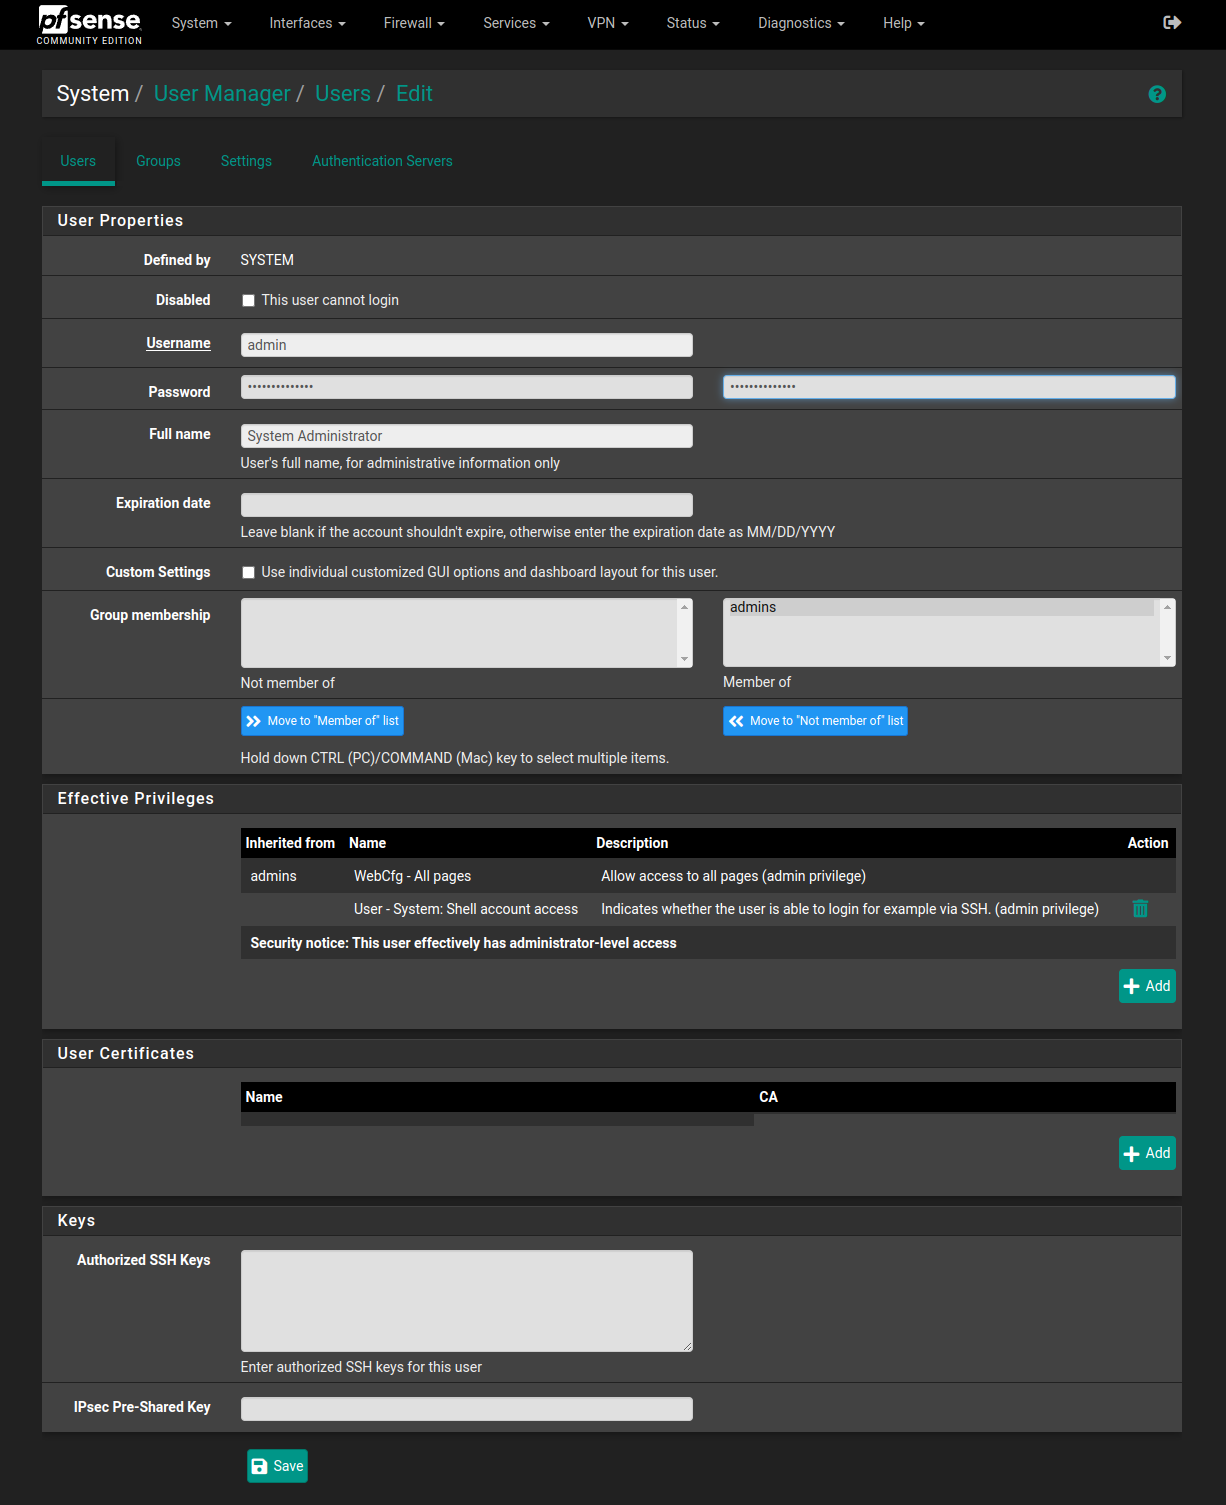 pfsense
COMMUNITY EDITION
System Interfaces Firewall Services VPN Status Diagnostics Help
System / User Manager / Users / Edit
Users Groups Settings Authentication Servers
User Properties
Defined by SYSTEM
Disabled This user cannot login
Username admin
Password •••••••••••••• ••••••••••••••
Full name System Administrator
User's full name, for administrative information only
Expiration date
Leave blank if the account shouldn't expire, otherwise enter the expiration date as MM/DD/YYYY
Custom Settings Use individual customized GUI options and dashboard layout for this user.
Group membership admins
Not member of Member of
Move to "Member of" list Move to "Not member of" list
Hold down CTRL (PC)/COMMAND (Mac) key to select multiple items.
Effective Privileges
Inherited from Name Description Action
admins WebCfg - All pages Allow access to all pages (admin privilege)
User - System: Shell account access Indicates whether the user is able to login for example via SSH. (admin privilege)
Security notice: This user effectively has administrator-level access
Add
User Certificates
Name CA
Add
Keys
Authorized SSH Keys
Enter authorized SSH keys for this user
IPsec Pre-Shared Key
Save